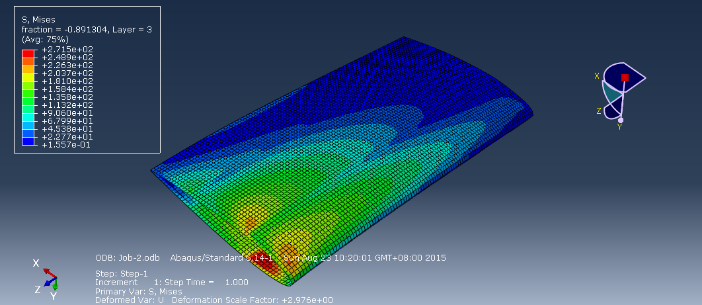 S, Mises
fraction = -0.891304, Layer = 3
(Avg: 75%)
+2.715e+02
+2.489e+02
+2.263e+02
+2.037e+02
+1.810e+02
+1.584e+02
+1.358e+02
+1.132e+02
+9.060e+01
+6.799e+01
+4.538e+01
+2.277e+01
+1.557e-01
X
Z
Y
ODB: Job-2.odb Abaqus/Standard 6.14-1 Sun Aug 23 10:20:01 GMT+08:00 2015
X
Z
Y
Step: Step-1
Increment 1: Step Time = 1.000
Primary Var: S, Mises
Deformed Var: U Deformation Scale Factor: +2.976e+00